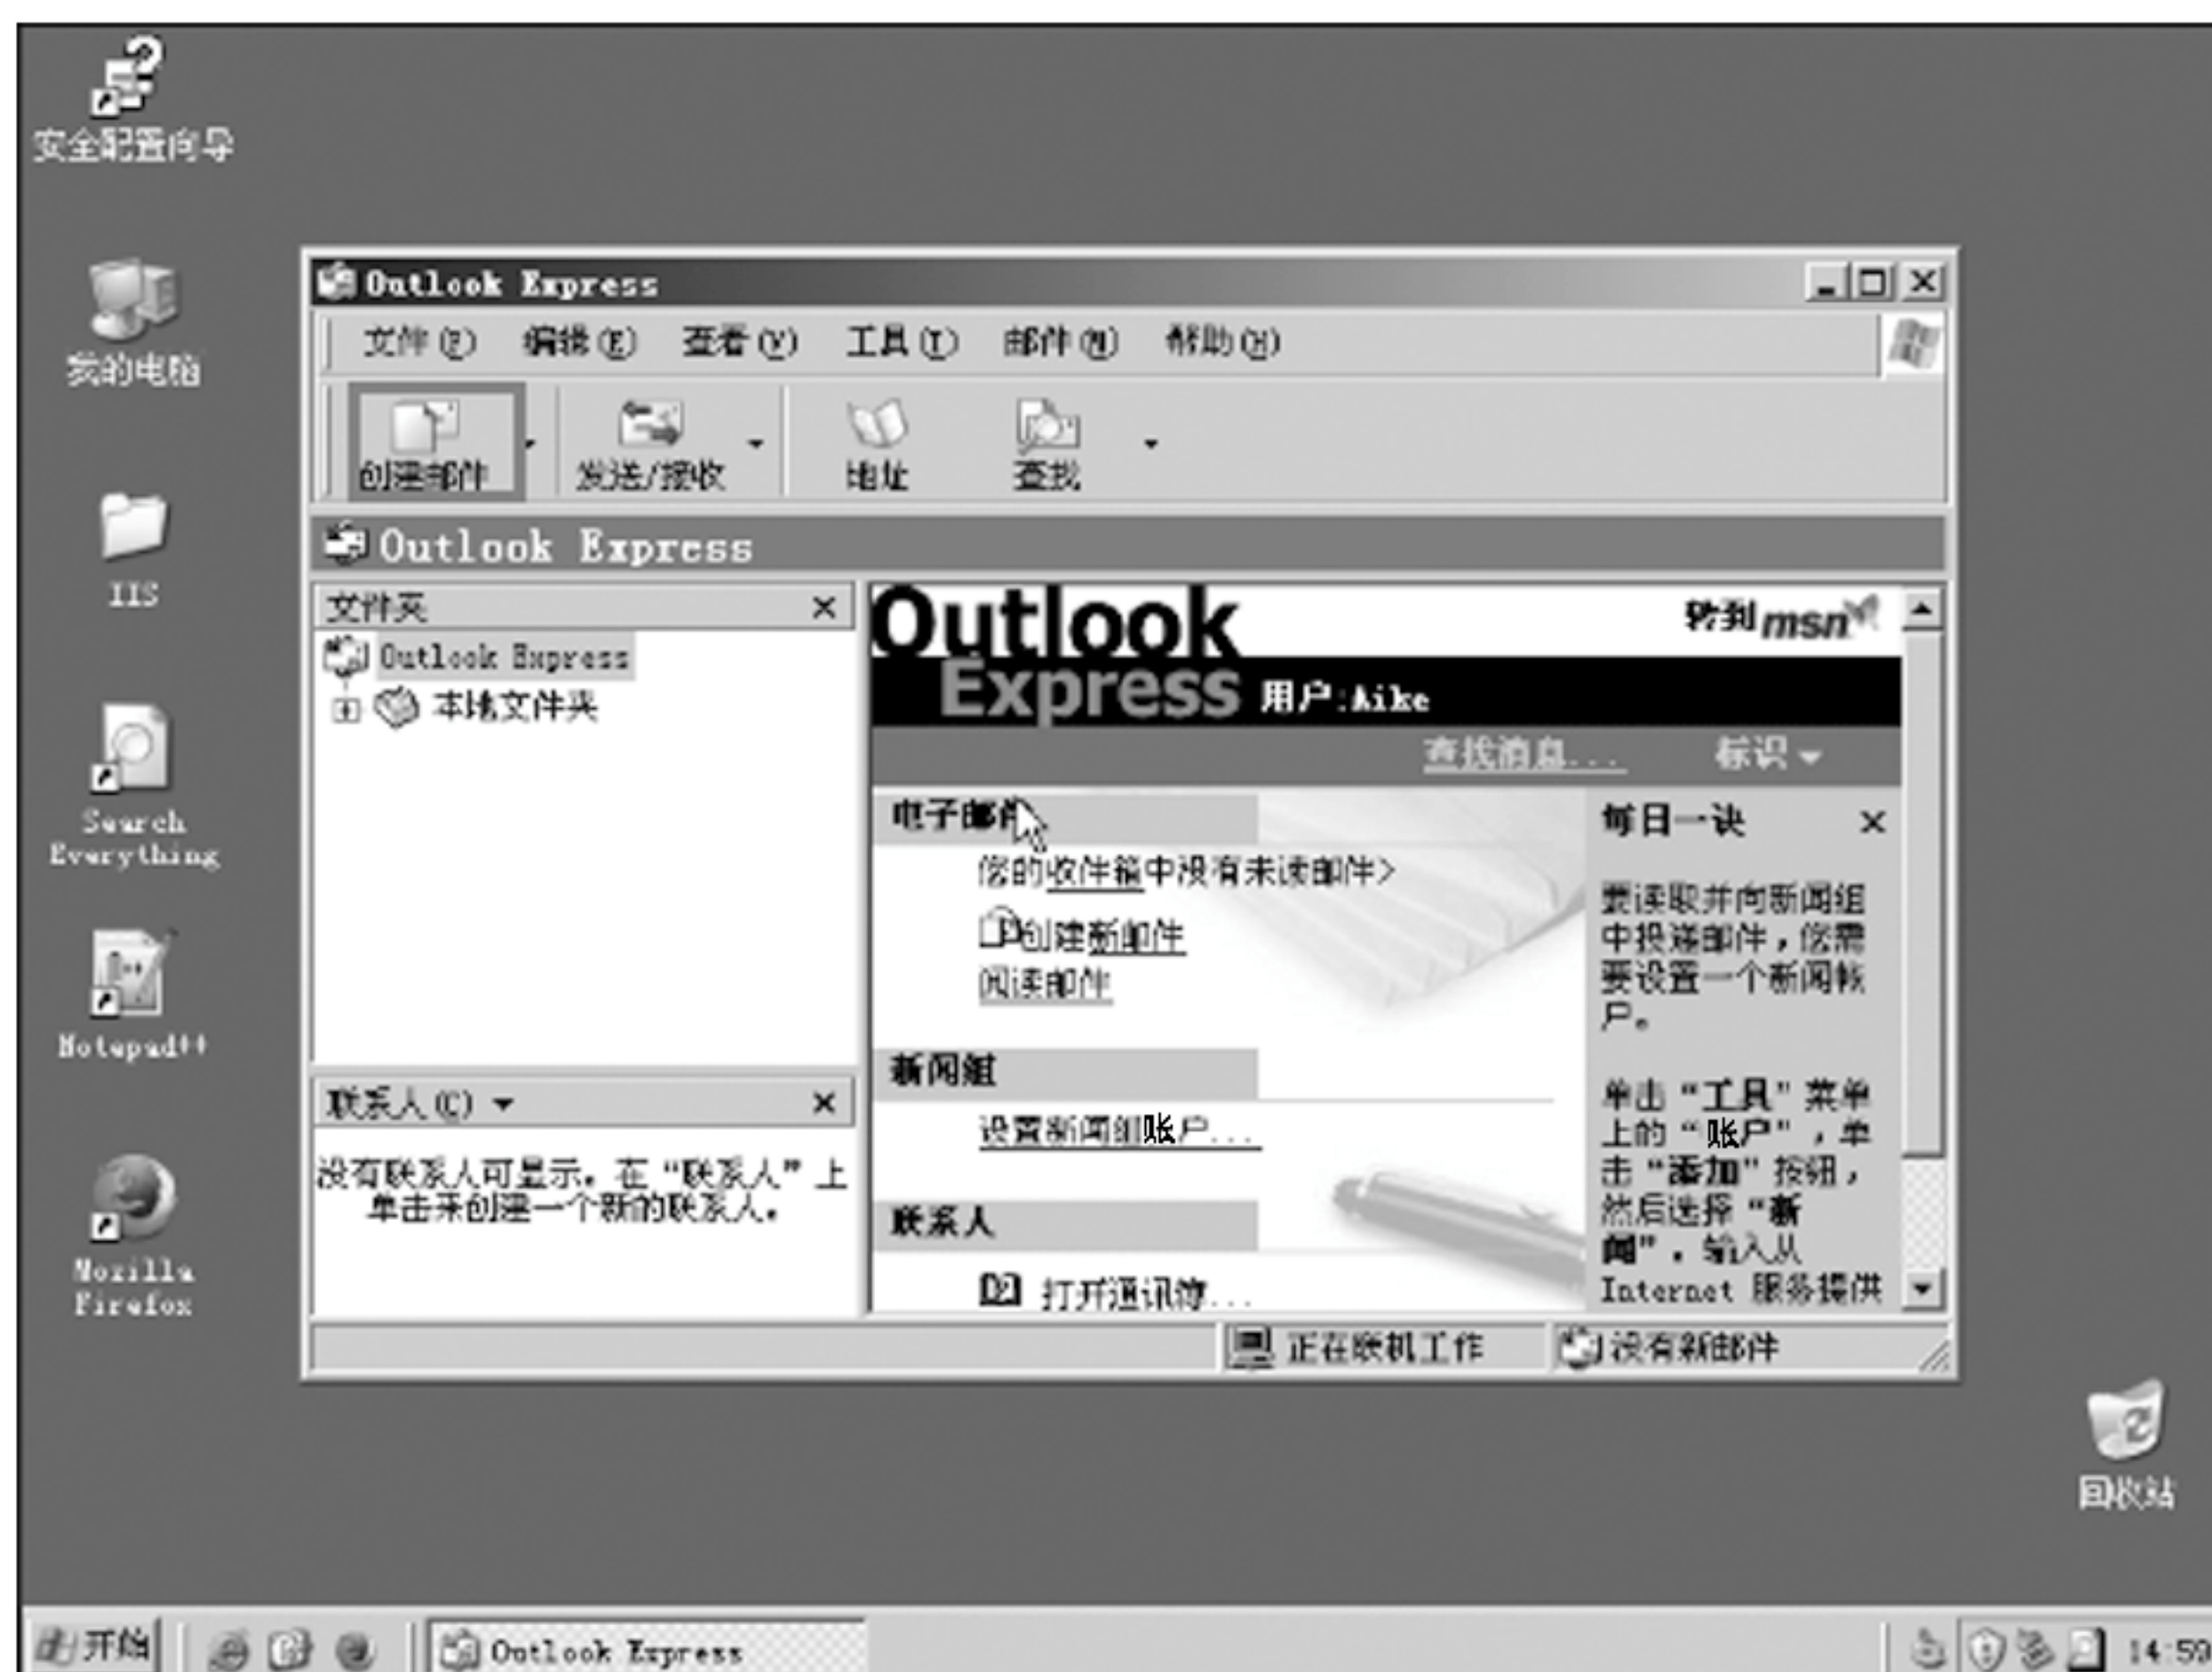 安全配置向导
我的电脑
IIS
Search
Everything
Notepad++
Mozilla
Firefox
Outlook Express
文件(F) 编辑(E) 查看(V) 工具(T) 邮件(M) 帮助(H)
创建邮件 发送/接收 地址 查找
Outlook Express
文件夹
Outlook Express
本地文件夹
联系人(C)
没有联系人可显示。在“联系人”上
单击来创建一个新的联系人。
Outlook
Express 用户:Aike
转到msn
查找消息... 标识
电子邮件
您的收件箱中没有未读邮件>
创建新邮件
阅读邮件
新闻组
设置新闻组账户...
联系人
打开通讯簿...
每日一诀
要读取并向新闻组
中投递邮件，您需
要设置一个新闻帐
户。
单击“工具”菜单
上的“账户”，单
击“添加”按钮，
然后选择“新
闻”。输入从
Internet 服务提供
正在联机工作 没有新邮件
回收站
开始 Outlook Express 14:59